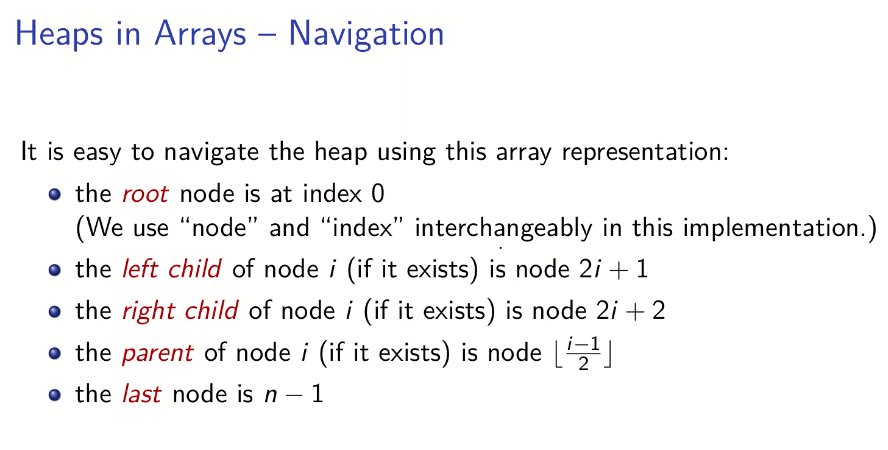 Heaps in Arrays – Navigation
It is easy to navigate the heap using this array representation:
• the root node is at index 0
(We use “node” and “index” interchangeably in this implementation.)
• the left child of node i (if it exists) is node 2i + 1
• the right child of node i (if it exists) is node 2i + 2
• the parent of node i (if it exists) is node ⌊(i−1)/2⌋
• the last node is n − 1